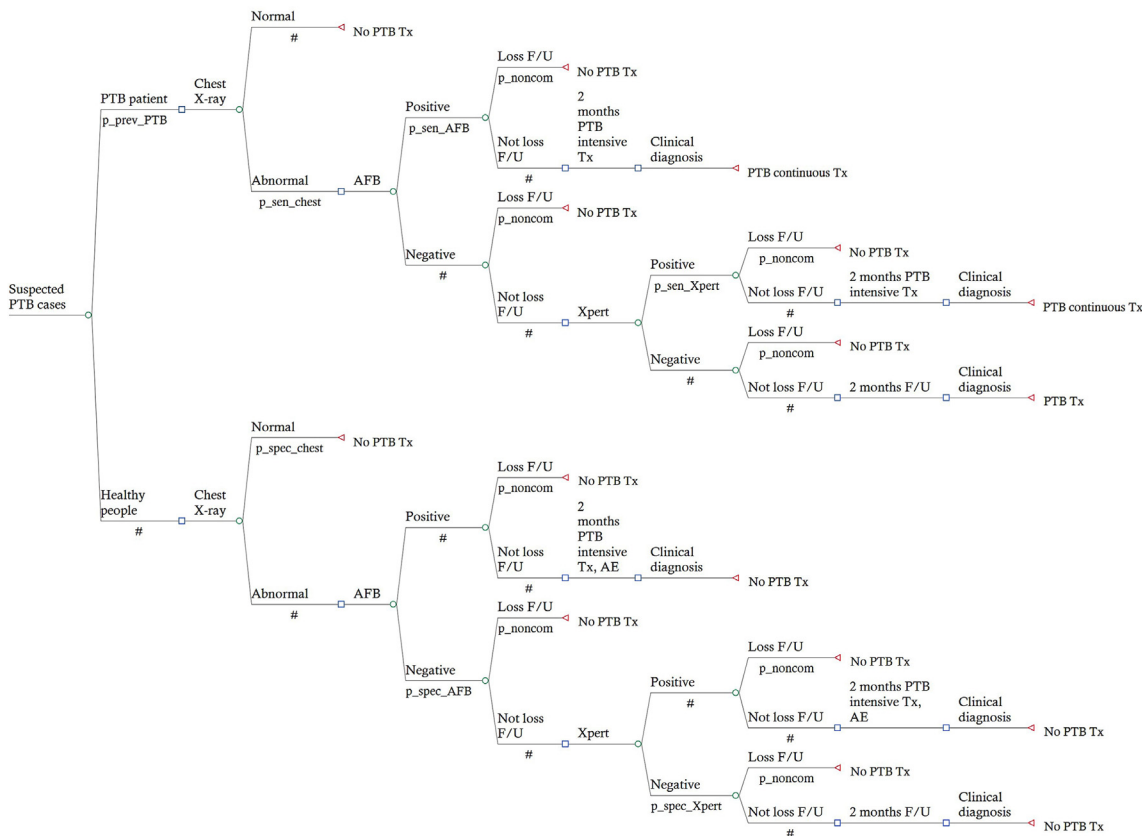 Normal
#
No PTB Tx
PTB patient
p_prev_PTB
Chest
X-ray
Loss F/U
p_noncom
No PTB Tx
Positive
p_sen_AFB
2
months
PTB
intensive
Tx
Not loss
F/U
#
Clinical
diagnosis
PTB continuous Tx
Abnormal
p_sen_chest
AFB
Loss F/U
p_noncom
No PTB Tx
Negative
#
Not loss
F/U
#
Xpert
Positive
p_sen_Xpert
Loss F/U
p_noncom
No PTB Tx
Not loss F/U
#
2 months PTB
intensive Tx
Clinical
diagnosis
PTB continuous Tx
Negative
#
Loss F/U
p_noncom
No PTB Tx
Not loss F/U
#
2 months F/U
Clinical
diagnosis
PTB Tx
Suspected
PTB cases
Normal
p_spec_chest
No PTB Tx
Healthy
people
#
Chest
X-ray
Loss F/U
p_noncom
No PTB Tx
Positive
#
2
months
PTB
intensive
Tx, AE
Not loss
F/U
#
Clinical
diagnosis
No PTB Tx
Abnormal
#
AFB
Loss F/U
p_noncom
No PTB Tx
Negative
p_spec_AFB
Not loss
F/U
#
Xpert
Positive
#
Loss F/U
p_noncom
No PTB Tx
Not loss F/U
#
2 months PTB
intensive Tx,
AE
Clinical
diagnosis
No PTB Tx
Negative
p_spec_Xpert
Loss F/U
p_noncom
No PTB Tx
Not loss F/U
#
2 months F/U
Clinical
diagnosis
No PTB Tx